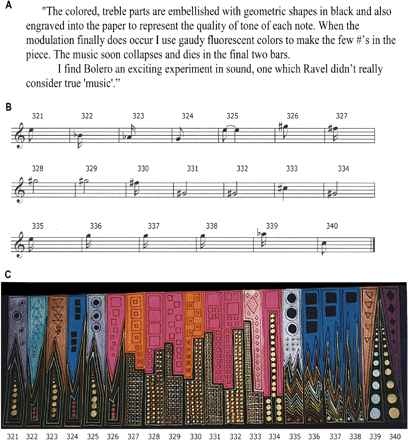 A
"The colored, treble parts are embellished with geometric shapes in black and also
engraved into the paper to represent the quality of tone of each note. When the
modulation finally does occur I use gaudy fluorescent colors to make the few #'s in the
piece. The music soon collapses and dies in the final two bars.
I find Bolero an exciting experiment in sound, one which Ravel didn't really
consider true 'music'."
B
321 322 323 324 325 326 327
328 329 330 331 332 333 334
335 336 337 338 339 340
C
321 322 323 324 325 326 327 328 329 330 331 332 333 334 335 336 337 338 339 340